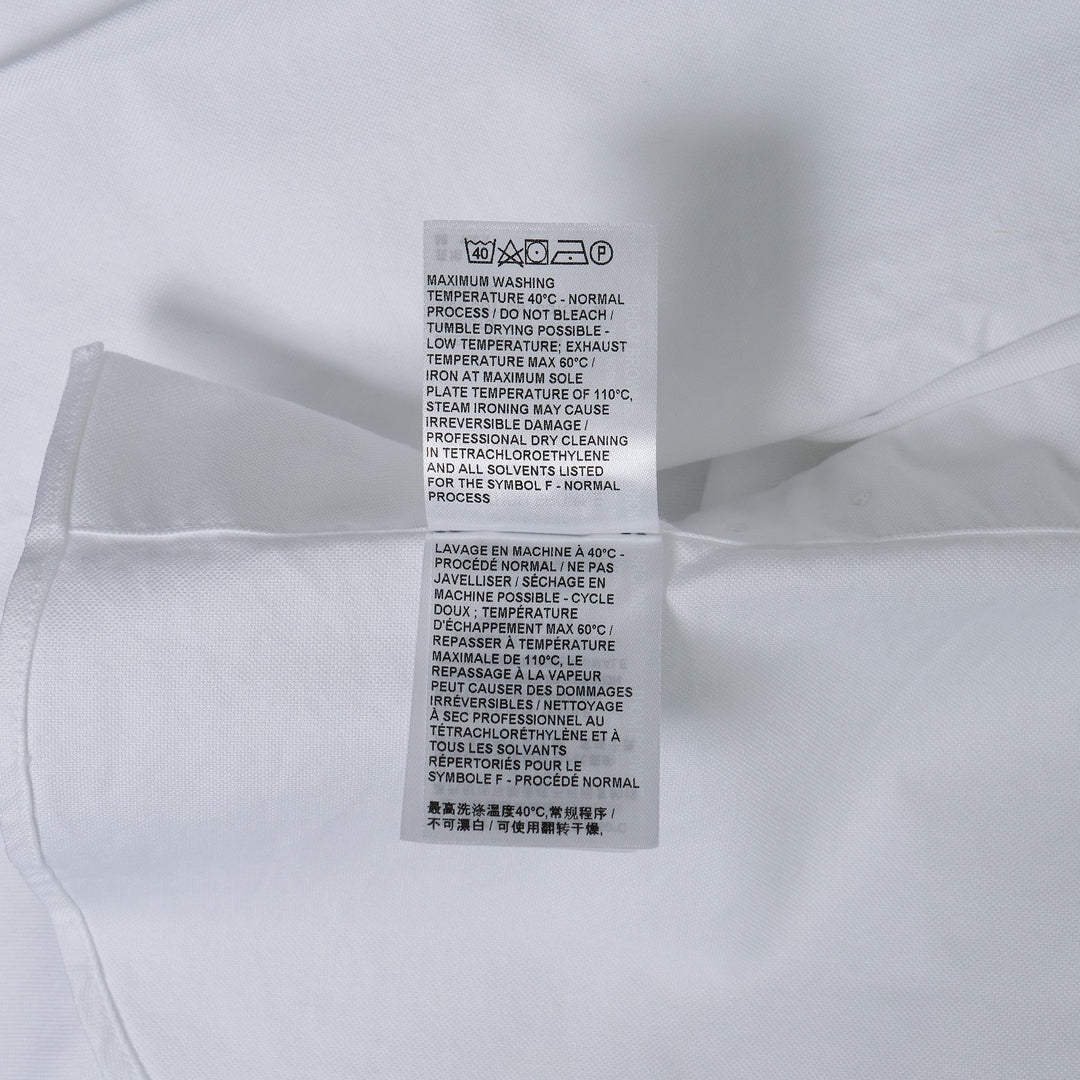 40 P
MAXIMUM WASHING
TEMPERATURE 40°C - NORMAL
PROCESS / DO NOT BLEACH /
TUMBLE DRYING POSSIBLE -
LOW TEMPERATURE; EXHAUST
TEMPERATURE MAX 60°C /
IRON AT MAXIMUM SOLE
PLATE TEMPERATURE OF 110°C,
STEAM IRONING MAY CAUSE
IRREVERSIBLE DAMAGE /
PROFESSIONAL DRY CLEANING
IN TETRACHLOROETHYLENE
AND ALL SOLVENTS LISTED
FOR THE SYMBOL F - NORMAL
PROCESS
LAVAGE EN MACHINE À 40°C -
PROCÉDÉ NORMAL / NE PAS
JAVELLISER / SÉCHAGE EN
MACHINE POSSIBLE - CYCLE
DOUX ; TEMPÉRATURE
D'ÉCHAPPEMENT MAX 60°C /
REPASSER À TEMPÉRATURE
MAXIMALE DE 110°C, LE
REPASSAGE À LA VAPEUR
PEUT CAUSER DES DOMMAGES
IRRÉVERSIBLES / NETTOYAGE
À SEC PROFESSIONNEL AU
TÉTRACHLORÉTHYLÈNE ET À
TOUS LES SOLVANTS
RÉPERTORIÉS POUR LE
SYMBOLE F - PROCÉDÉ NORMAL
最高洗涤温度40°C,常规程序 /
不可漂白 / 可使用翻转干燥,